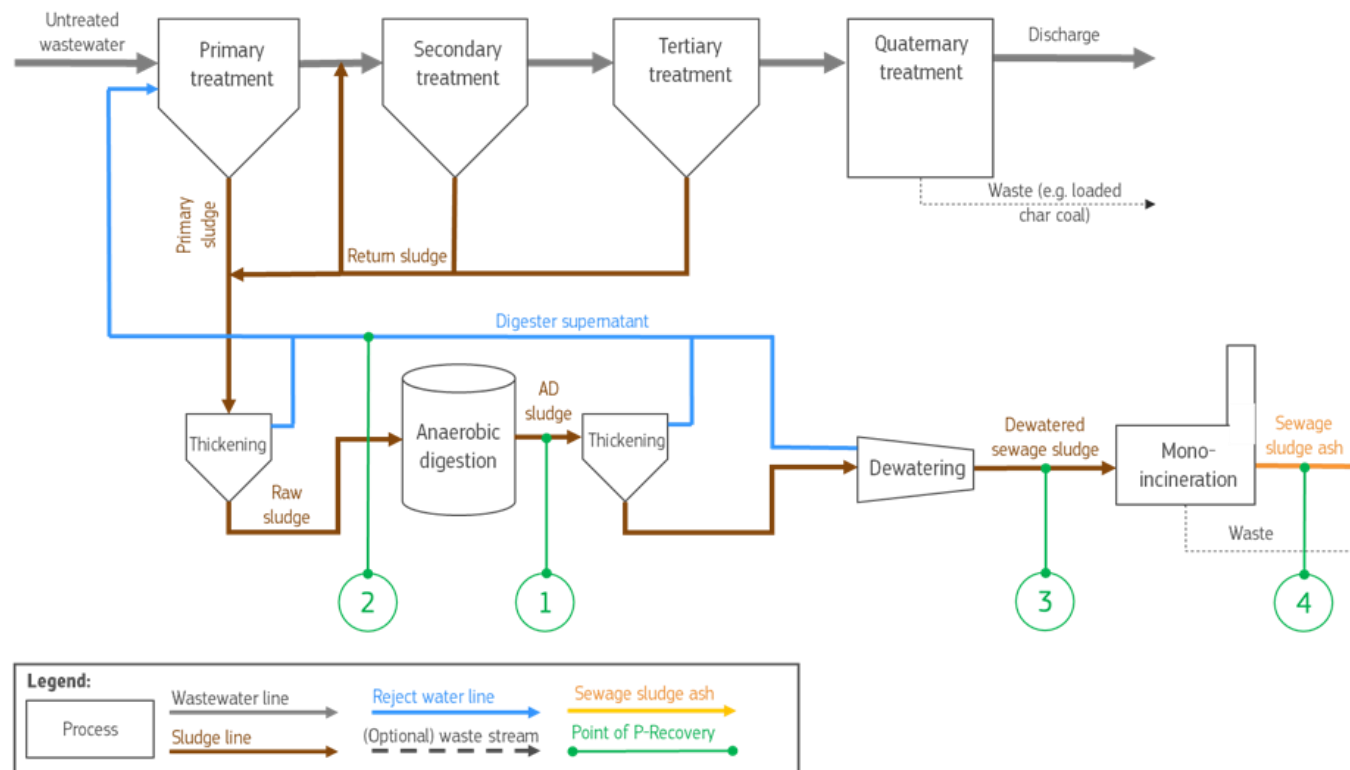 Untreated
wastewater
Primary
treatment
Secondary
treatment
Tertiary
treatment
Quaternary
treatment
Discharge
Waste (e.g. loaded
char coal)
Primary
sludge
Return sludge
Digester supernatant
Thickening
Raw
sludge
Anaerobic
digestion
AD
sludge
Thickening
Dewatering
Dewatered
sewage sludge
Mono-
incineration
Sewage
sludge ash
Waste
2
1
3
4
Legend:
Process
Wastewater line
Reject water line
Sewage sludge ash
Sludge line
(Optional) waste stream
Point of P-Recovery